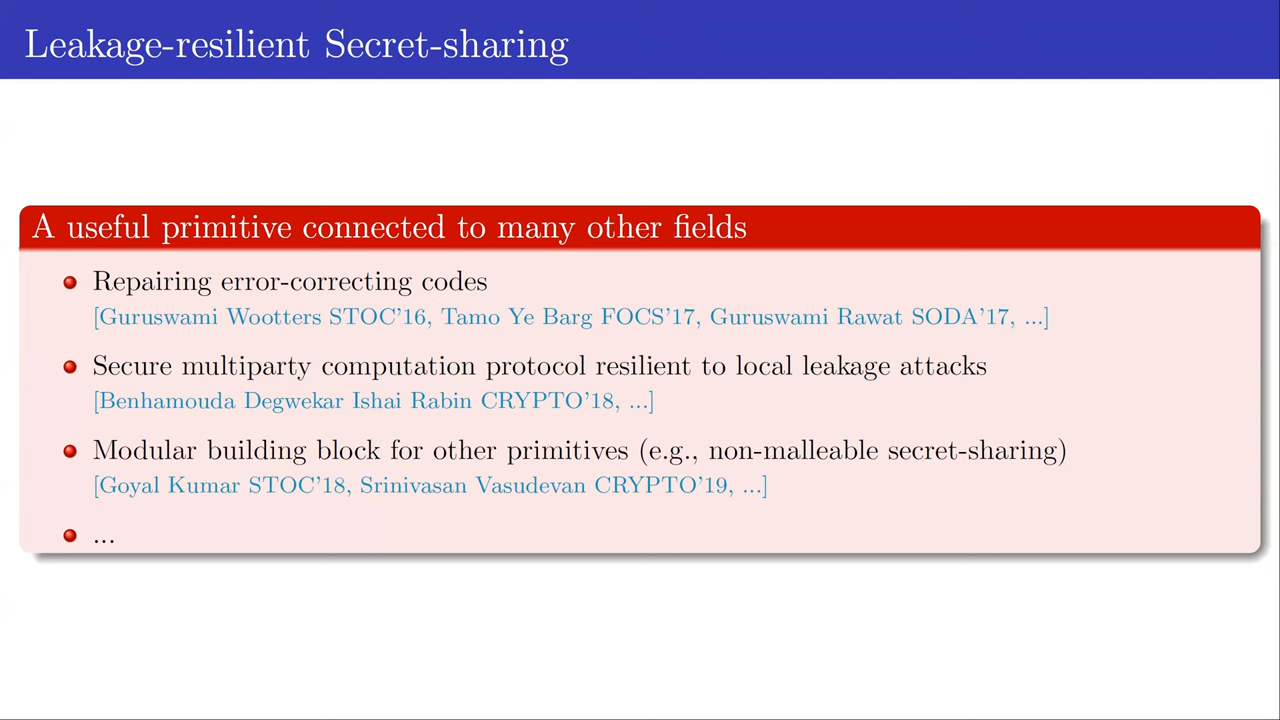 Leakage-resilient Secret-sharing
A useful primitive connected to many other fields
Repairing error-correcting codes
[Guruswami Wootters STOC'16, Tamo Ye Barg FOCS'17, Guruswami Rawat SODA'17, ...]
Secure multiparty computation protocol resilient to local leakage attacks
[Benhamouda Degwekar Ishai Rabin CRYPTO'18, ...]
Modular building block for other primitives (e.g., non-malleable secret-sharing)
[Goyal Kumar STOC'18, Srinivasan Vasudevan CRYPTO'19, ...]
...